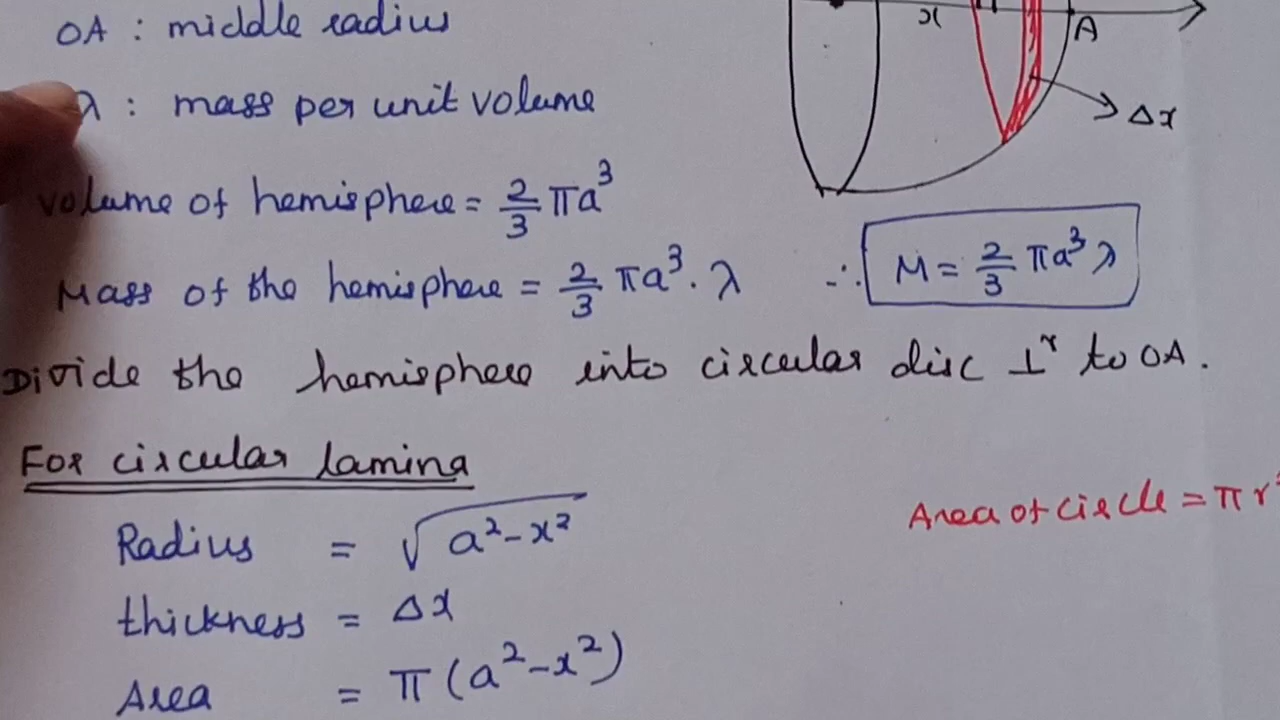 OA : middle radius
x
A
λ : mass per unit volume
Δx
Volume of hemisphere = 2/3 πa³
Mass of the hemisphere = 2/3 πa³ . λ ∴ M = 2/3 πa³ λ
Divide the hemisphere into circular disc ⊥ʳ to OA.
For circular lamina
Area of circle = πr²
Radius = √a²-x²
thickness = Δx
Area = π(a²-x²)